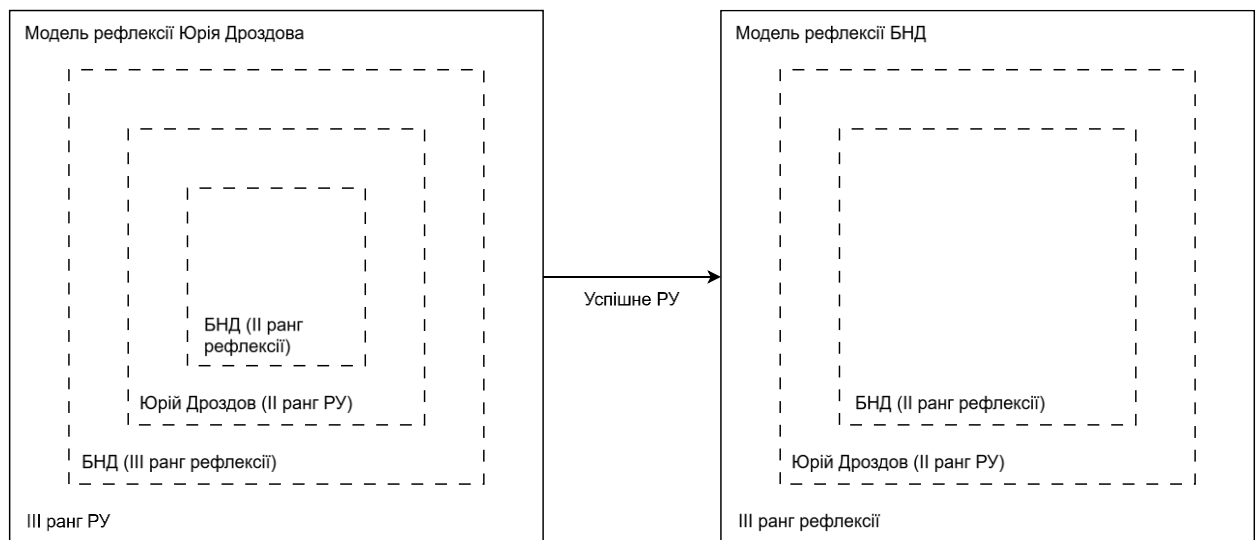 Модель рефлексії Юрія Дроздова
БНД (ІІ ранг
рефлексії)
Юрій Дроздов (ІІ ранг РУ)
БНД (ІІІ ранг рефлексії)
ІІІ ранг РУ
Успішне РУ
Модель рефлексії БНД
БНД (ІІ ранг рефлексії)
Юрій Дроздов (ІІ ранг РУ)
ІІІ ранг рефлексії